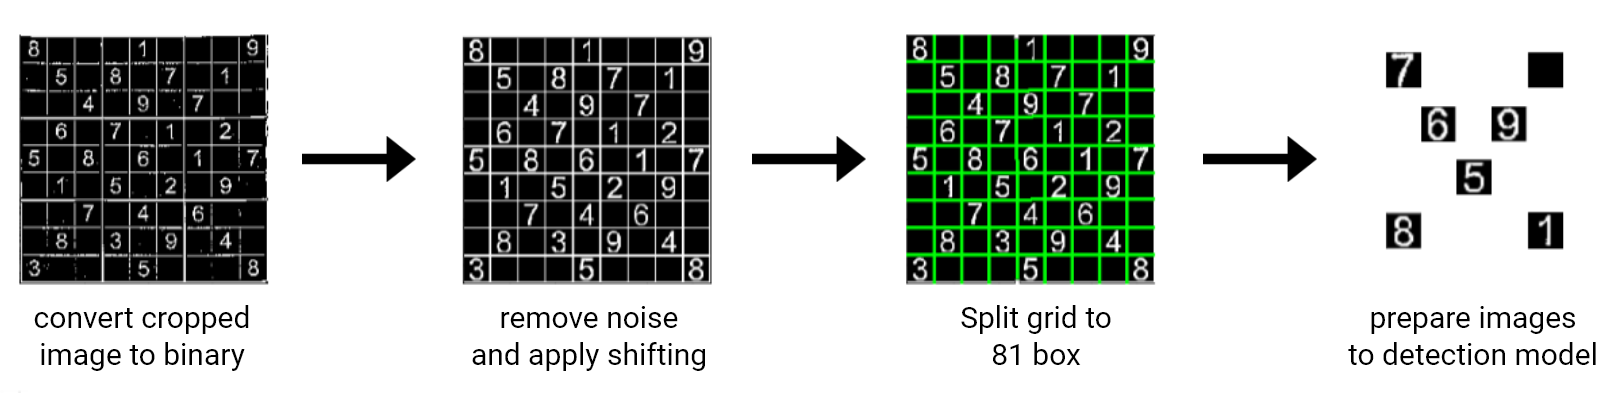 8 1 9
5 8 7 1
4 9 7
6 7 1 2
5 8 6 1 7
1 5 2 9
7 4 6
8 3 9 4
3 5 8
convert cropped
image to binary
8 1 9
5 8 7 1
4 9 7
6 7 1 2
5 8 6 1 7
1 5 2 9
7 4 6
8 3 9 4
3 5 8
remove noise
and apply shifting
8 1 9
5 8 7 1
4 9 7
6 7 1 2
5 8 6 1 7
1 5 2 9
7 4 6
8 3 9 4
3 5 8
Split grid to
81 box
7
6 9
5
8 1
prepare images
to detection model